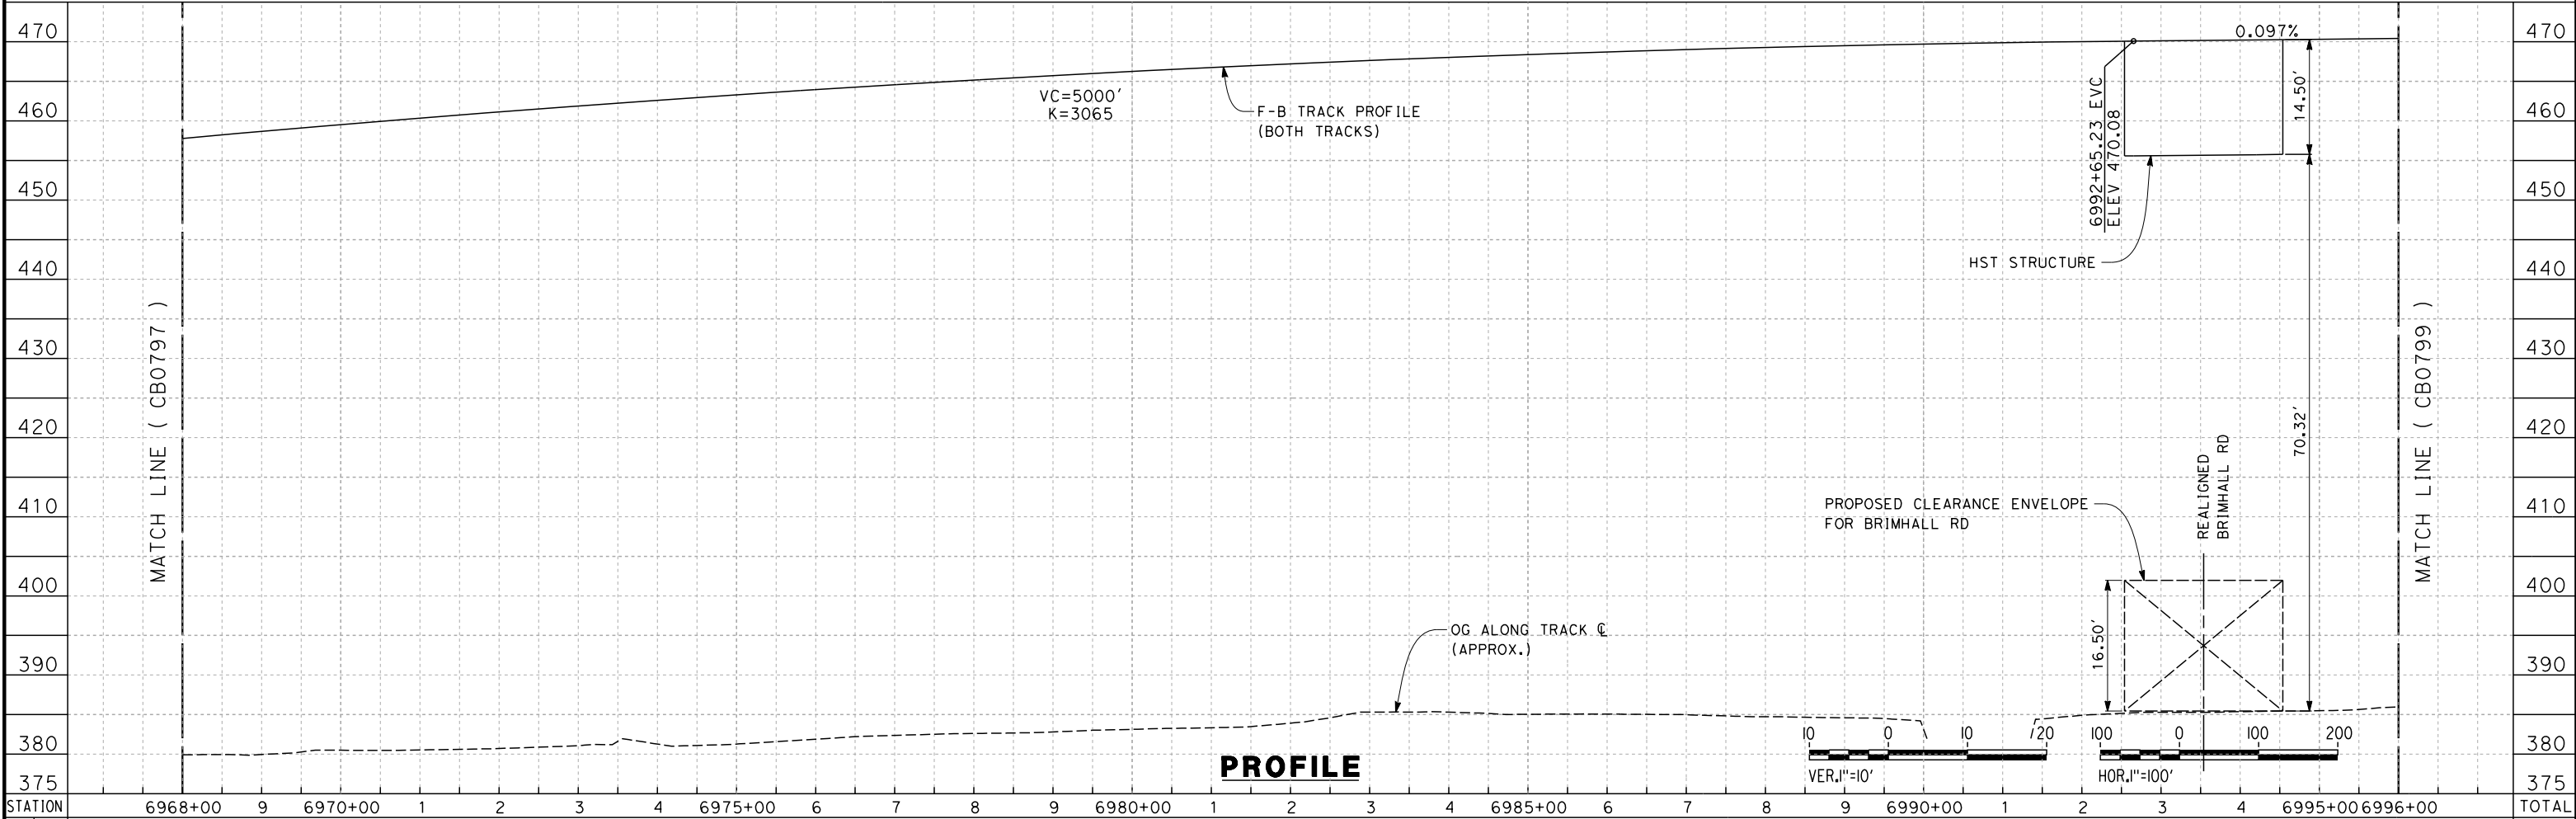 470
460
450
440
430
420
410
400
390
380
375
MATCH LINE ( CB0797 )
VC=5000'
K=3065
F-B TRACK PROFILE
(BOTH TRACKS)
6992+65.23 EVC
ELEV 470.08
0.097%
14.50'
HST STRUCTURE
70.32'
PROPOSED CLEARANCE ENVELOPE
FOR BRIMHALL RD
REALIGNED
BRIMHALL RD
16.50'
OG ALONG TRACK ℄
(APPROX.)
MATCH LINE ( CB0799 )
470
460
450
440
430
420
410
400
390
380
375
PROFILE
10 0 10 20
VER.1"=10'
100 0 100 200
HOR.1"=100'
STATION 6968+00 9 6970+00 1 2 3 4 6975+00 6 7 8 9 6980+00 1 2 3 4 6985+00 6 7 8 9 6990+00 1 2 3 4 6995+00 6996+00 TOTAL